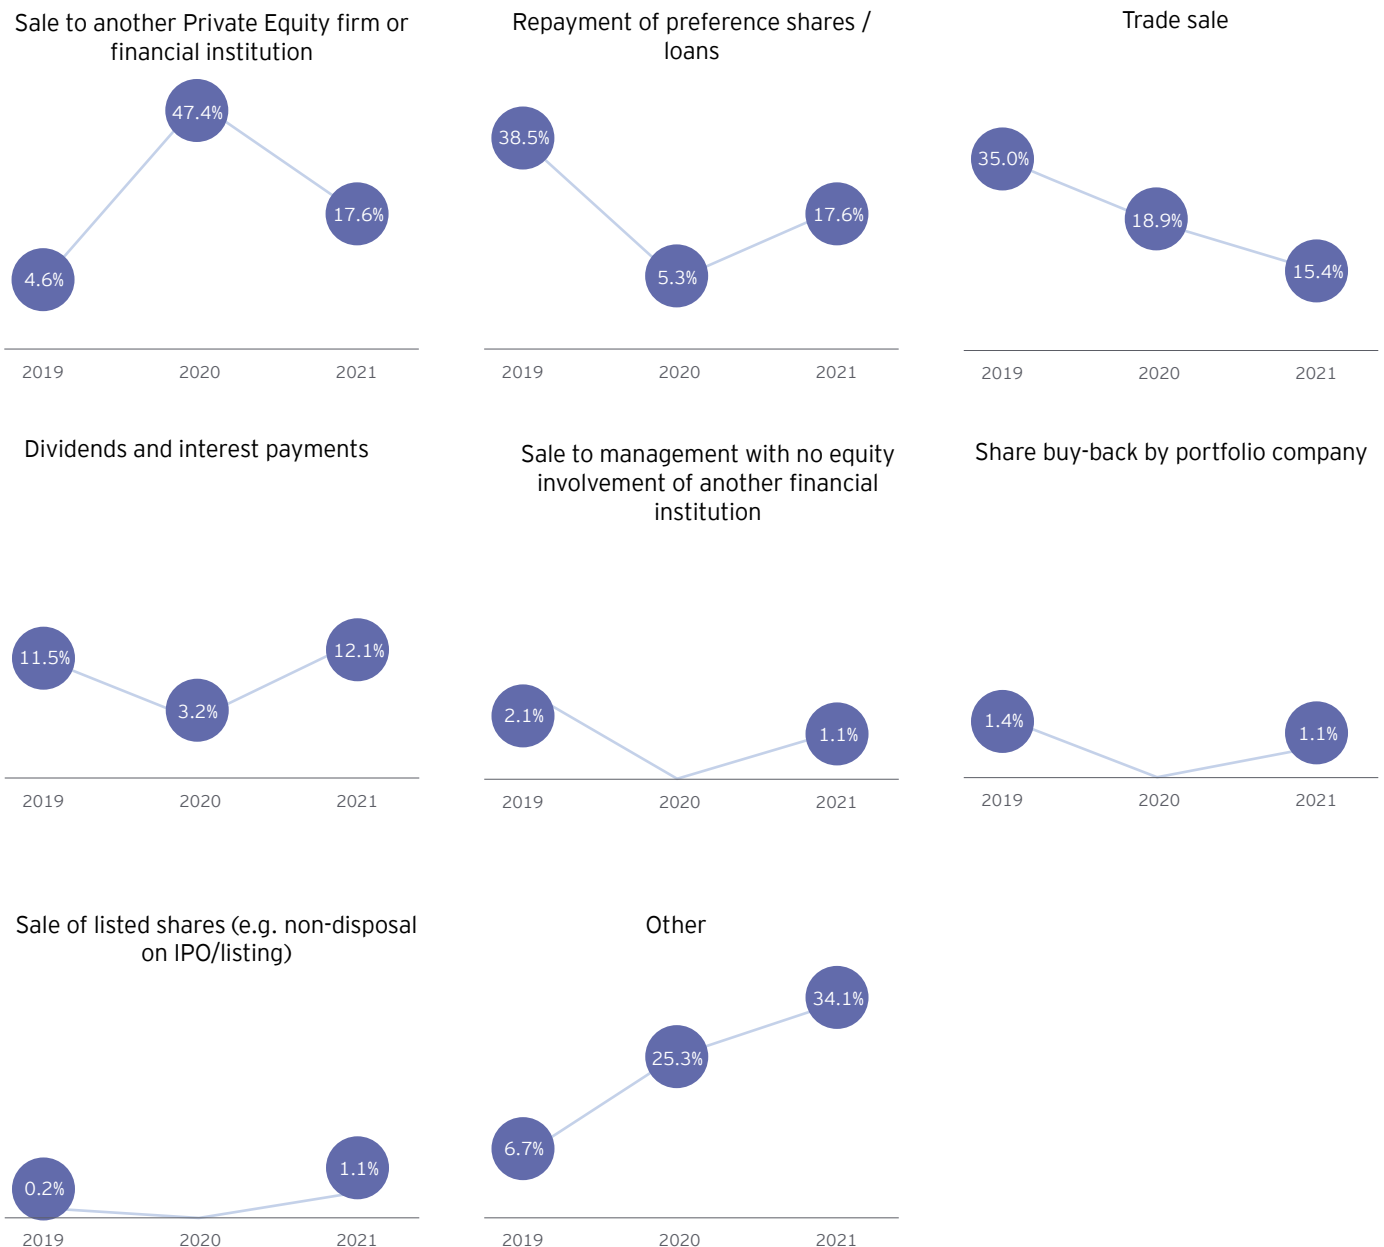 Sale to another Private Equity firm or
financial institution
47.4%
17.6%
4.6%
2019 2020 2021
Repayment of preference shares /
loans
38.5%
17.6%
5.3%
2019 2020 2021
Trade sale
35.0%
18.9%
15.4%
2019 2020 2021
Dividends and interest payments
11.5%
3.2%
12.1%
2019 2020 2021
Sale to management with no equity
involvement of another financial
institution
2.1%
1.1%
2019 2020 2021
Share buy-back by portfolio company
1.4%
1.1%
2019 2020 2021
Sale of listed shares (e.g. non-disposal
on IPO/listing)
0.2%
1.1%
2019 2020 2021
Other
34.1%
25.3%
6.7%
2019 2020 2021